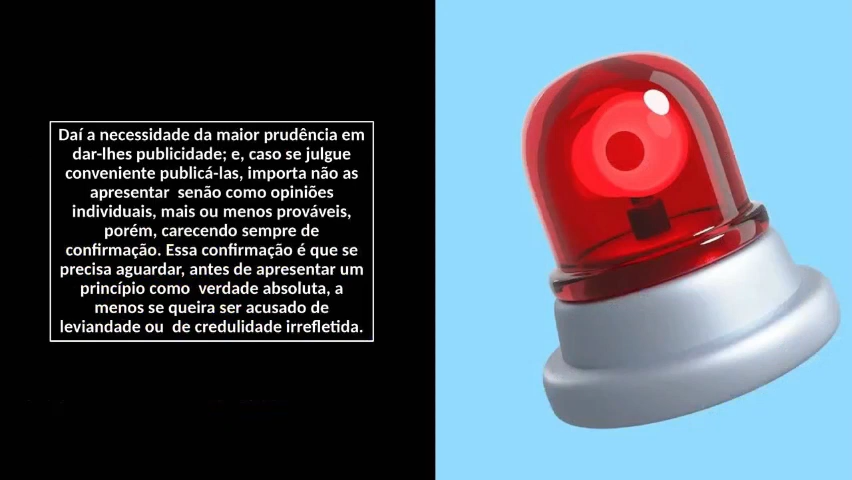 Daí a necessidade da maior prudência em
dar-lhes publicidade; e, caso se julgue
conveniente publicá-las, importa não as
apresentar senão como opiniões
individuais, mais ou menos prováveis,
porém, carecendo sempre de
confirmação. Essa confirmação é que se
precisa aguardar, antes de apresentar um
princípio como verdade absoluta, a
menos se queira ser acusado de
leviandade ou de credulidade irrefletida.